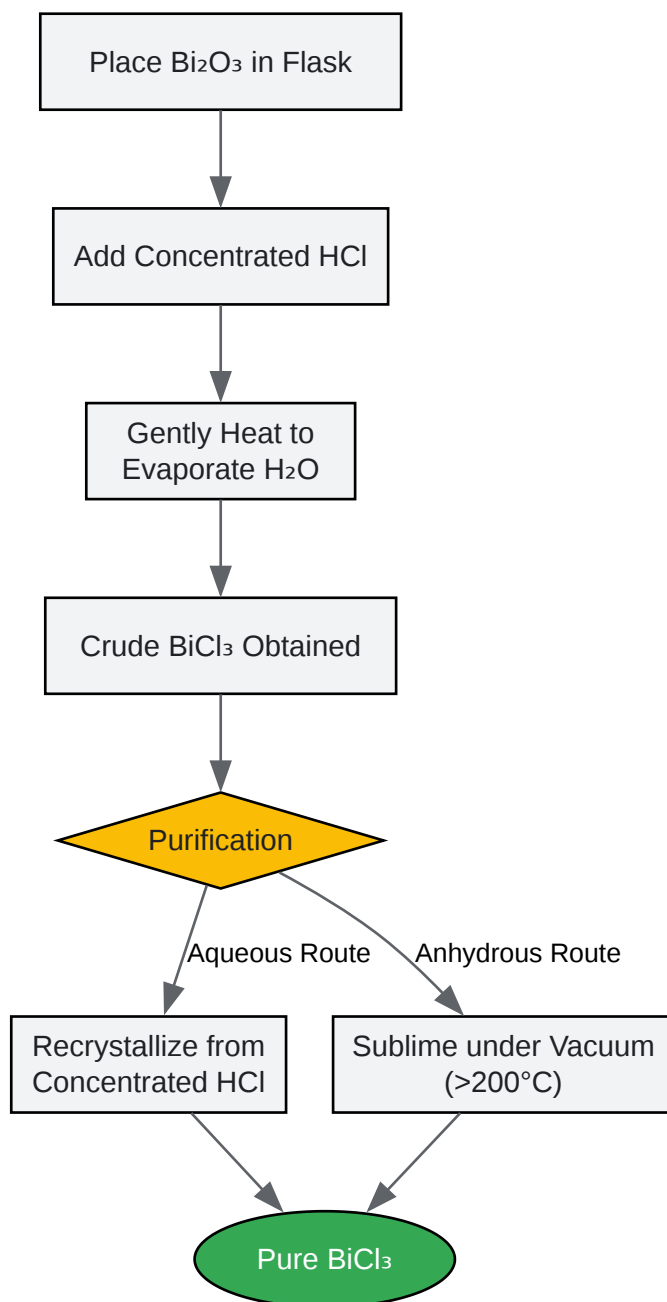 Place Bi₂O₃ in Flask
Add Concentrated HCl
Gently Heat to
Evaporate H₂O
Crude BiCl₃ Obtained
Purification
Aqueous Route
Anhydrous Route
Recrystallize from
Concentrated HCl
Sublime under Vacuum
(>200°C)
Pure BiCl₃